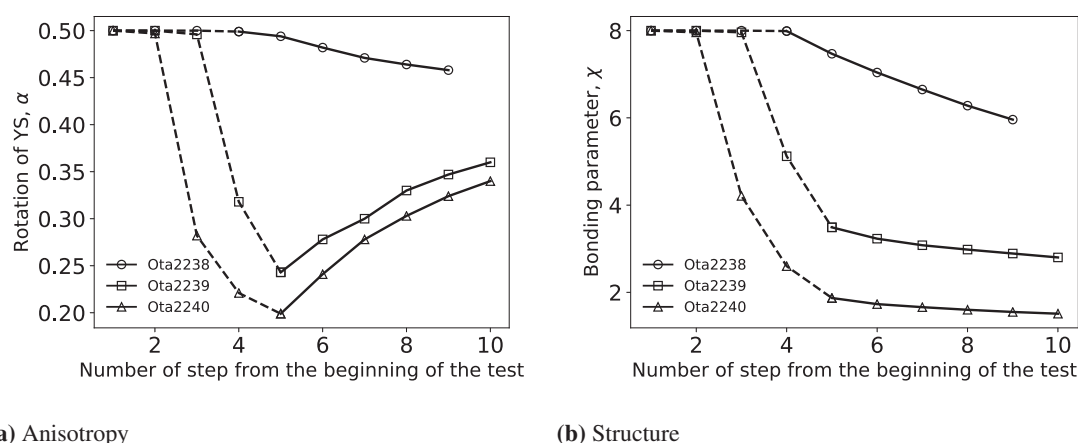 0.50
0.45
0.40
0.35
0.30
0.25
0.20
Rotation of YS, α
Ota2238
Ota2239
Ota2240
2 4 6 8 10
Number of step from the beginning of the test
8
6
4
2
Bonding parameter, χ
Ota2238
Ota2239
Ota2240
2 4 6 8 10
Number of step from the beginning of the test
a) Anisotropy
(b) Structure